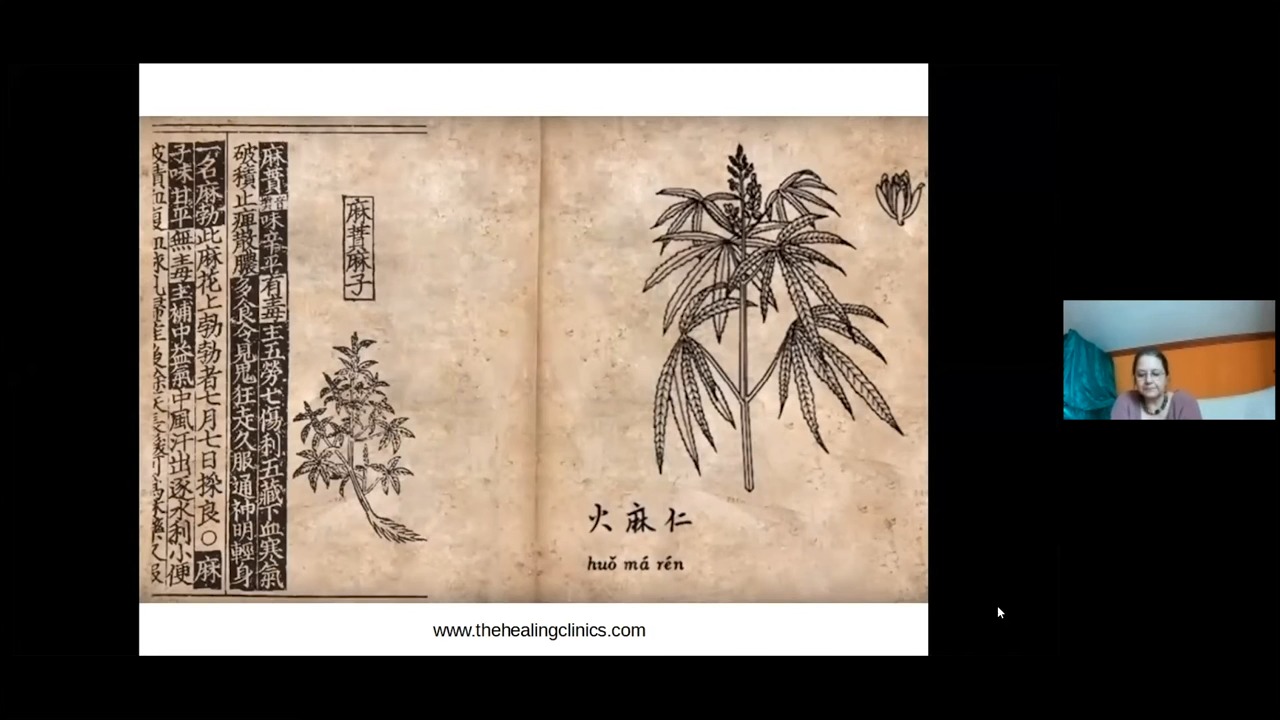 麻蕡麻子
麻蕡味辛平有毒主五勞七傷利五藏下血寒氣
破積止痹散膿多食令見鬼狂走久服通神明輕身
一名麻勃此麻花上勃勃者七月七日採良○麻
子味甘平無毒主補中益氣中風汗出逐水利小便
火麻仁
huǒ má rén
www.thehealingclinics.com